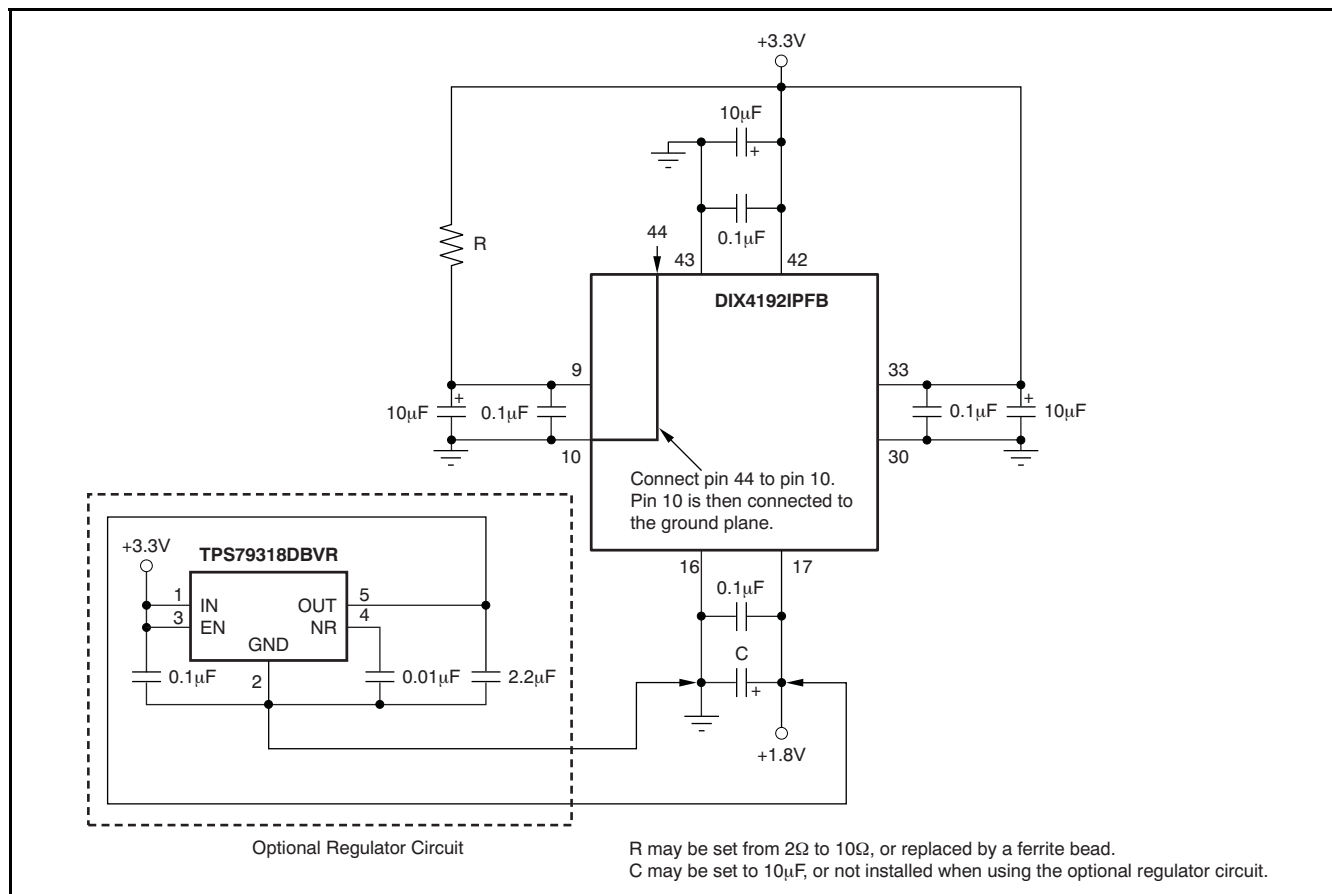 +3.3V
10μF
+
0.1μF
R
44
43
42
DIX4192IPFB
9
33
10μF
+
0.1μF
0.1μF
+
10μF
10
30
Connect pin 44 to pin 10.
Pin 10 is then connected to
the ground plane.
16
17
0.1μF
C
+
+1.8V
+3.3V
TPS79318DBVR
1
IN
OUT
5
3
EN
NR
4
GND
2
0.1μF
0.01μF
2.2μF
Optional Regulator Circuit
R may be set from 2Ω to 10Ω, or replaced by a ferrite bead.
C may be set to 10μF, or not installed when using the optional regulator circuit.